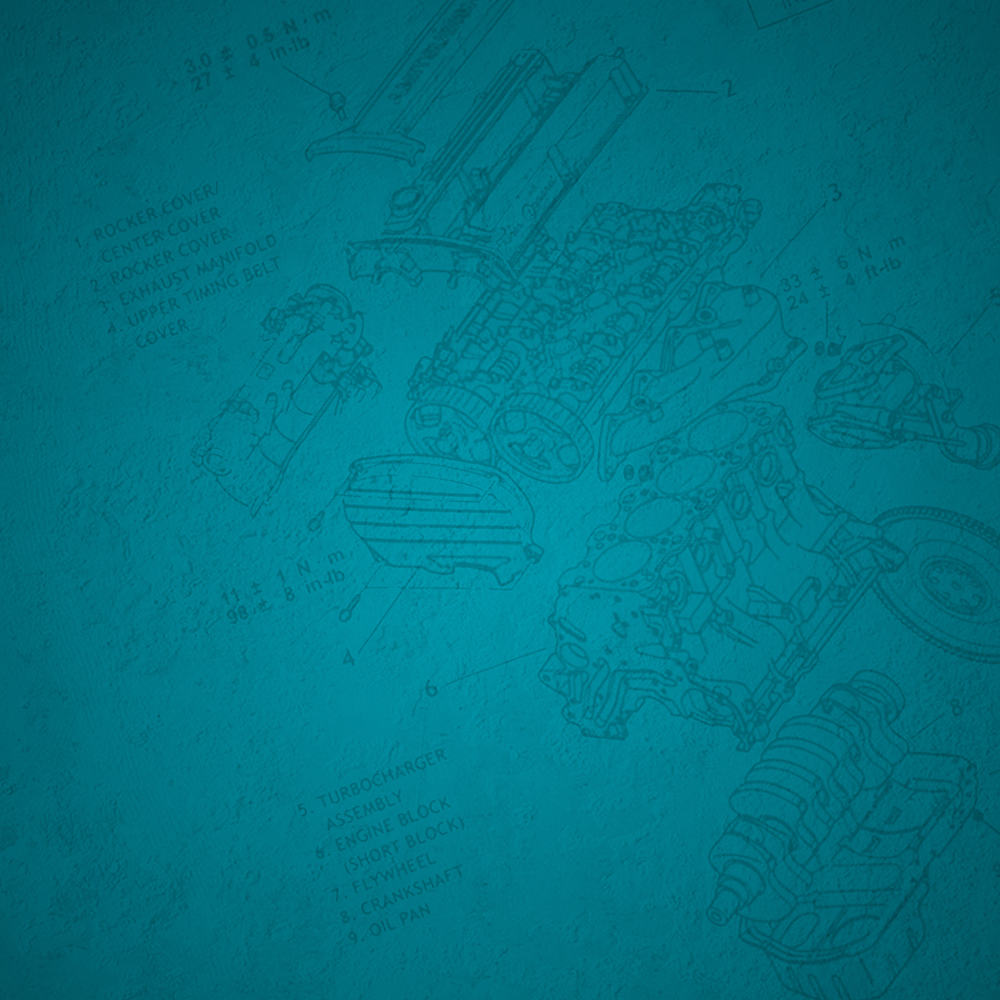 3.0 ± 0.5 N·m
27 ± 4 in-lb
2
3
1. ROCKER COVER/
CENTER COVER
2. ROCKER COVER
3. EXHAUST MANIFOLD
4. UPPER TIMING BELT
COVER
33 ± 6 N·m
24 ± 4 ft-lb
11 ± 1 N·m
98 ± 8 in-lb
4
6
8
5. TURBOCHARGER
ASSEMBLY
6. ENGINE BLOCK
(SHORT BLOCK)
7. FLYWHEEL
8. CRANKSHAFT
9. OIL PAN